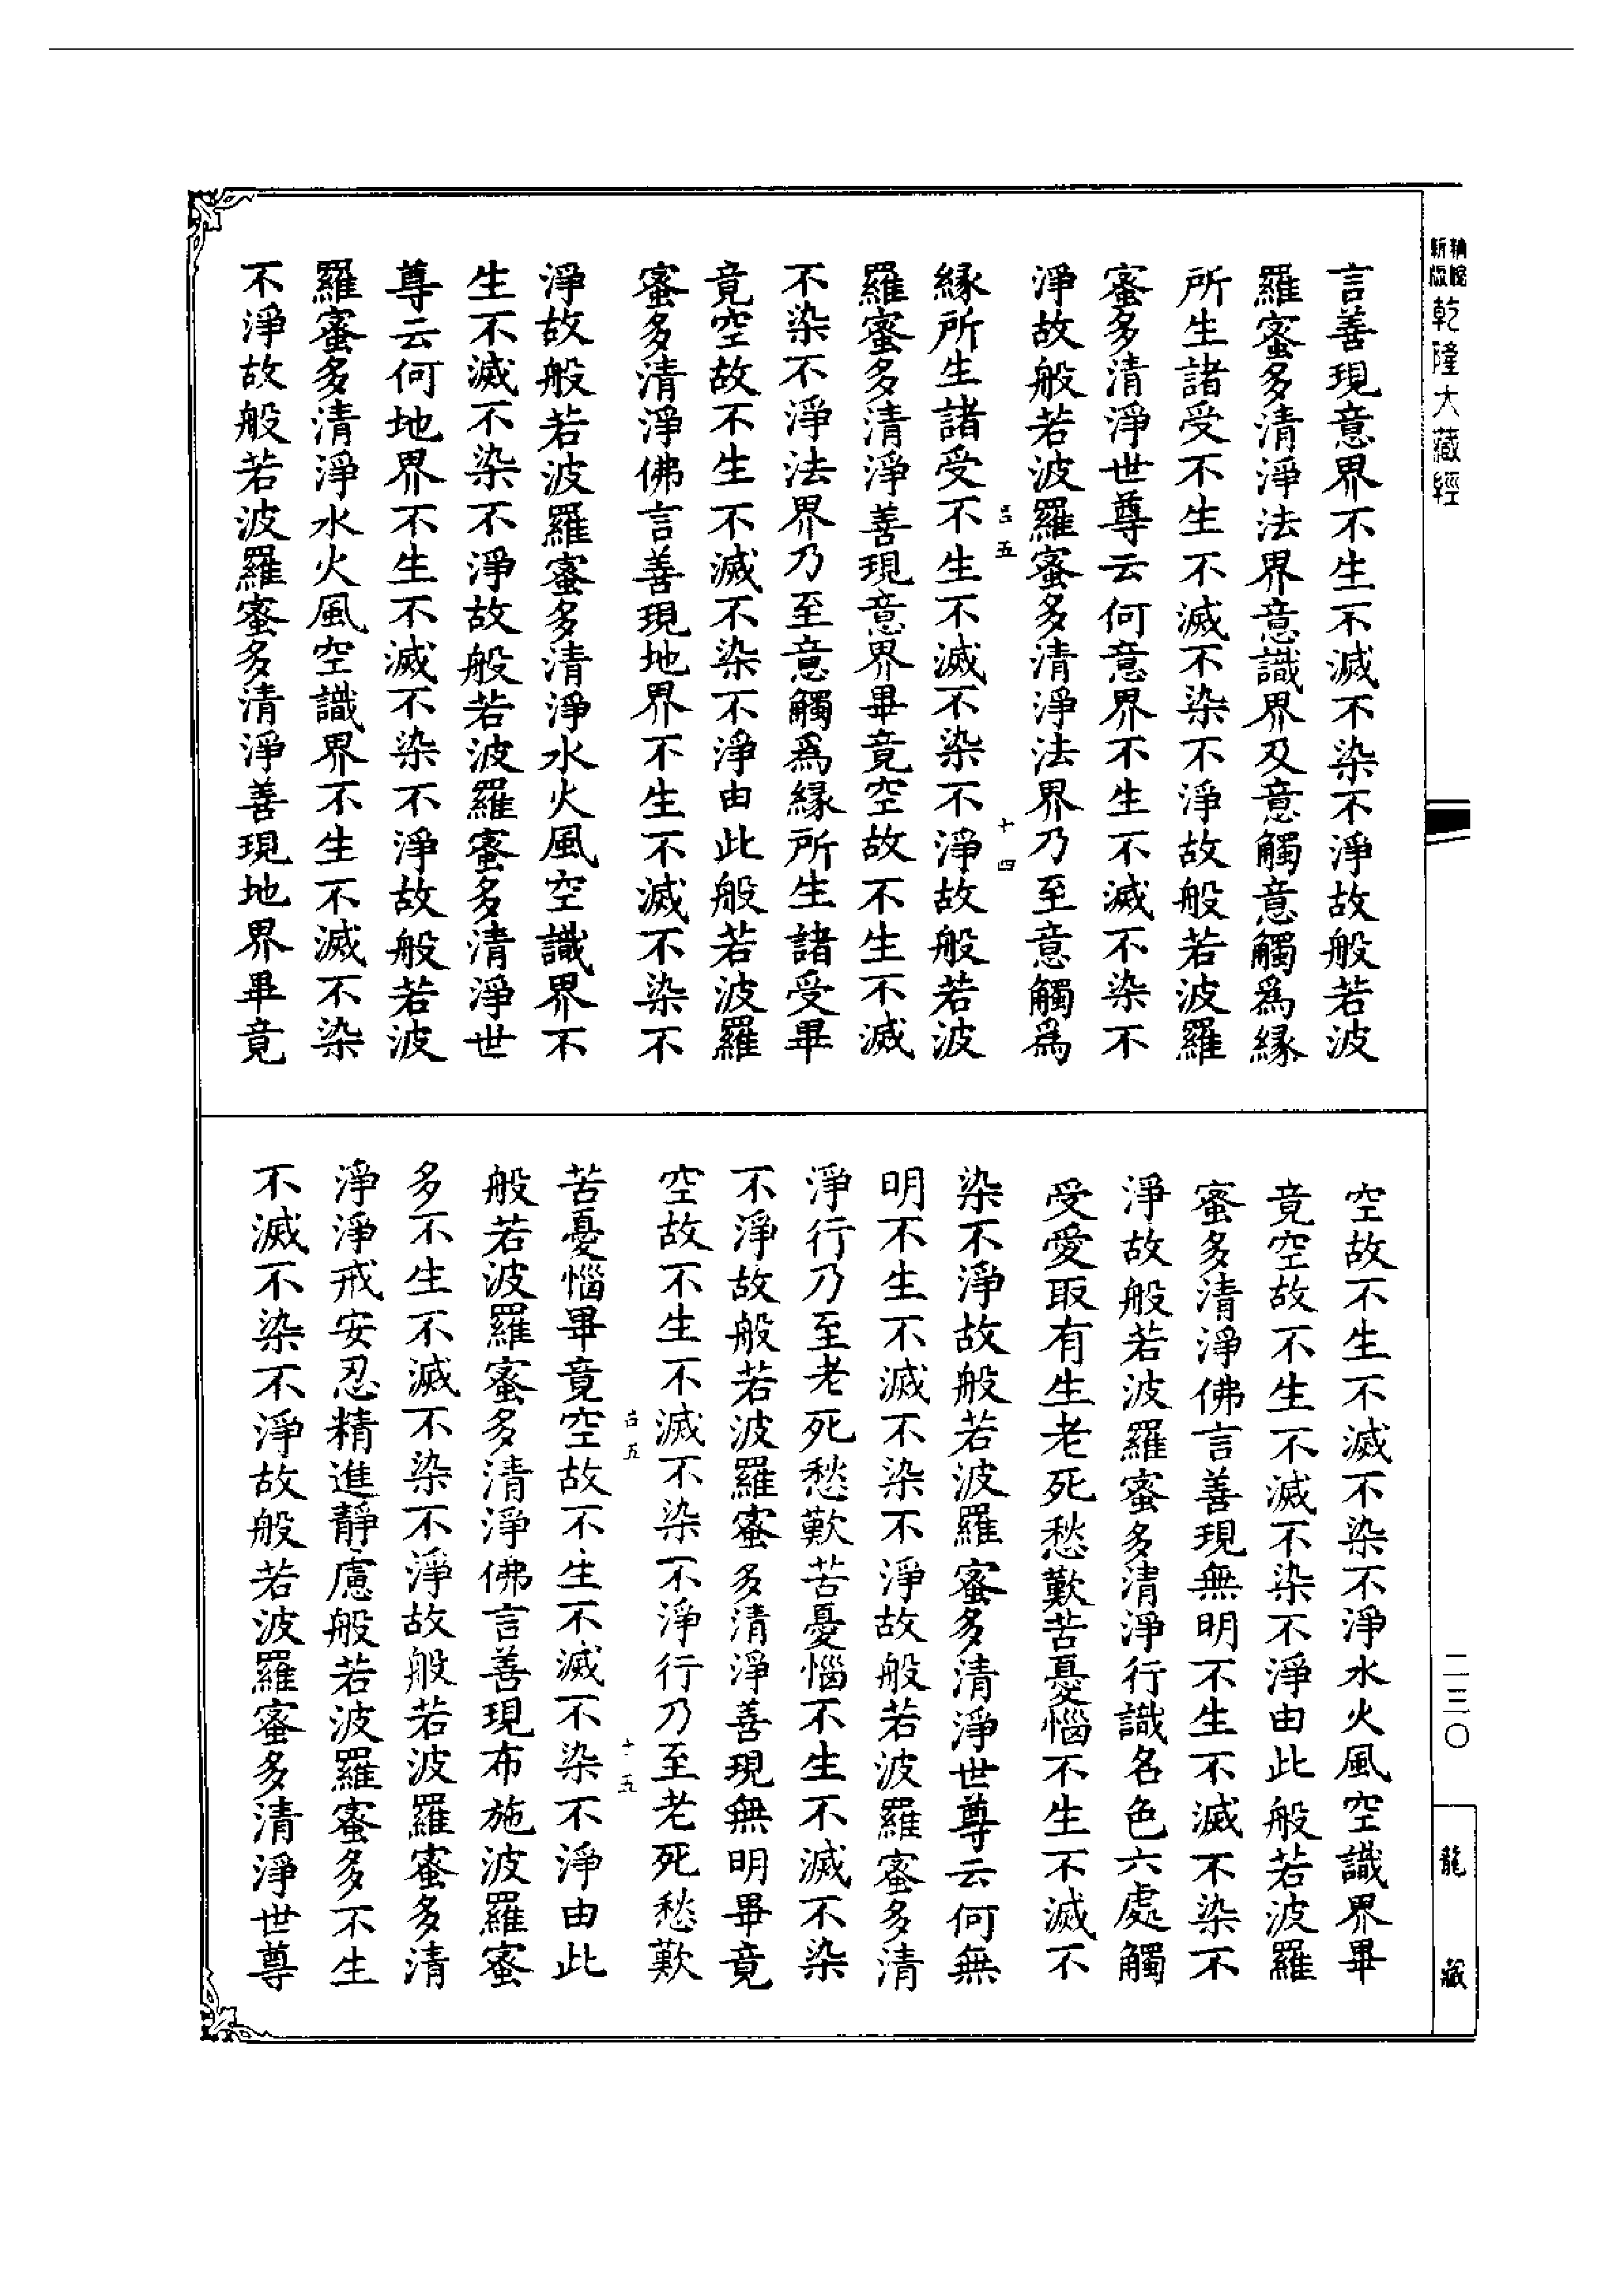 乾隆大藏經
言善現意界不生不滅不染不淨故般若波
羅蜜多清淨法界意識界及意觸意觸爲緣
所生諸受不生不滅不染不淨故般若波羅
蜜多清淨世尊云何意界不生不滅不染不
淨故般若波羅蜜多清淨法界乃至意觸爲
緣所生諸受不生不滅不染不淨故般若波
羅蜜多清淨善現意界畢竟空故不生不滅
不染不淨法界乃至意觸爲緣所生諸受畢
竟空故不生不滅不染不淨由此般若波羅
蜜多清淨佛言善現地界不生不滅不染不
淨故般若波羅蜜多清淨水火風空識界不
生不滅不染不淨故般若波羅蜜多清淨世
尊云何地界不生不滅不染不淨故般若波
羅蜜多清淨水火風空識界不生不滅不染
不淨故般若波羅蜜多清淨善現地界畢竟
十四
空故不生不滅不染不淨水火風空識界畢
竟空故不生不滅不染不淨由此般若波羅
蜜多清淨佛言善現無明不生不滅不染不
淨故般若波羅蜜多清淨行識名色六處觸
受愛取有生老死愁歎苦憂惱不生不滅不
染不淨故般若波羅蜜多清淨世尊云何無
明不生不滅不染不淨故般若波羅蜜多清
淨行乃至老死愁歎苦憂惱不生不滅不染
不淨故般若波羅蜜多清淨善現無明畢竟
空故不生不滅不染不淨行乃至老死愁歎
苦憂惱畢竟空故不生不滅不染不淨由此
般若波羅蜜多清淨佛言善現布施波羅蜜
多不生不滅不染不淨故般若波羅蜜多清
淨淨戒安忍精進靜慮般若波羅蜜多不生
不滅不染不淨故般若波羅蜜多清淨世尊
十五
二三〇
龍藏